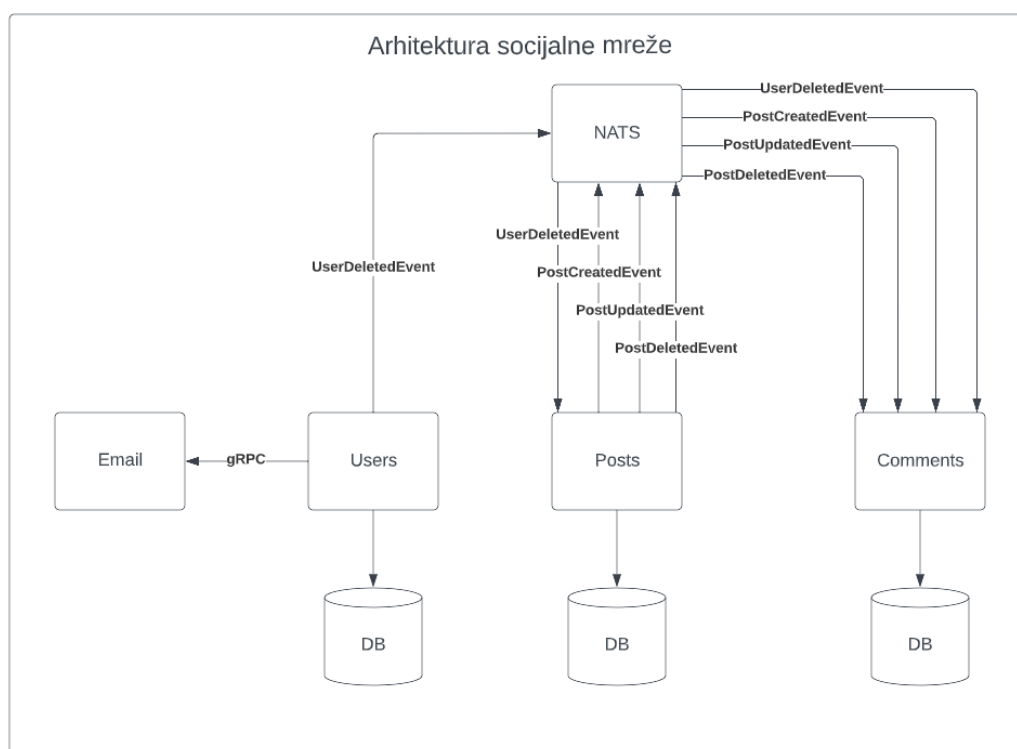 Arhitektura socijalne mreže
UserDeletedEvent
NATS
PostCreatedEvent
PostUpdatedEvent
PostDeletedEvent
UserDeletedEvent
UserDeletedEvent
PostCreatedEvent
PostUpdatedEvent
PostDeletedEvent
Email
gRPC
Users
Posts
Comments
DB
DB
DB